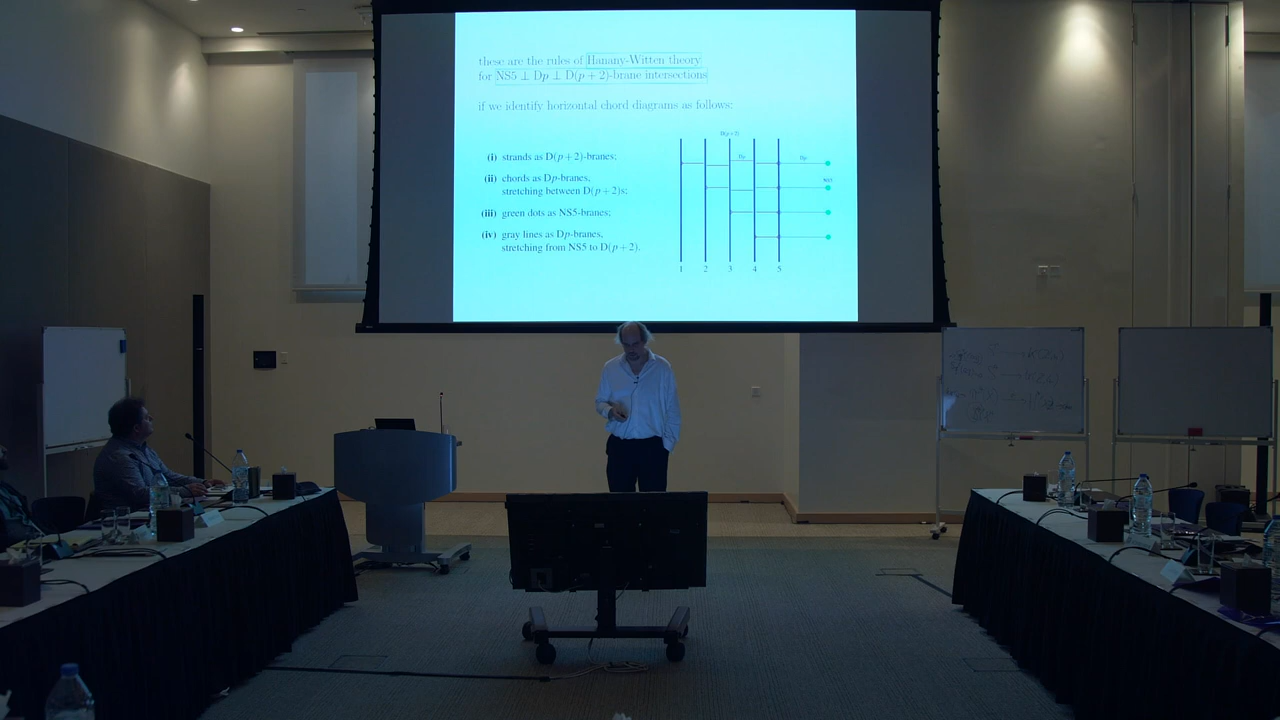 these are the rules of Hanany-Witten theory
for NS5 ⊥ Dp ⊥ D(p + 2)-brane intersections
if we identify horizontal chord diagrams as follows:
(i) strands as D(p + 2)-branes;
(ii) chords as Dp-branes,
stretching between D(p + 2)s;
(iii) green dots as NS5-branes;
(iv) gray lines as Dp-branes,
stretching from NS5 to D(p + 2).
D(p+2)
Dp Dp
NS5
1 2 3 4 5